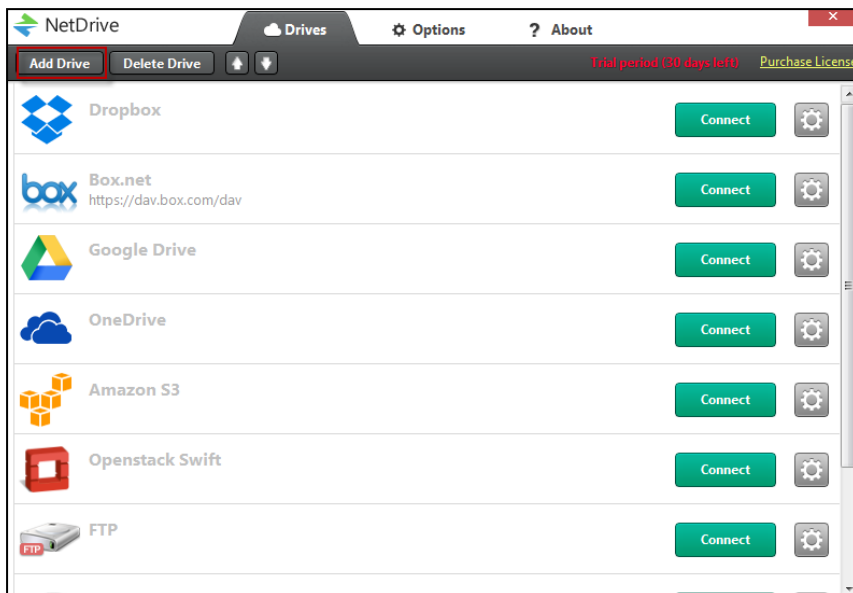 NetDrive
Drives
Options
? About
Add Drive
Delete Drive
Trial period (30 days left)
Purchase License
Dropbox
Connect
box
Box.net
https://dav.box.com/dav
Connect
Google Drive
Connect
OneDrive
Connect
Amazon S3
Connect
Openstack Swift
Connect
FTP
FTP
Connect